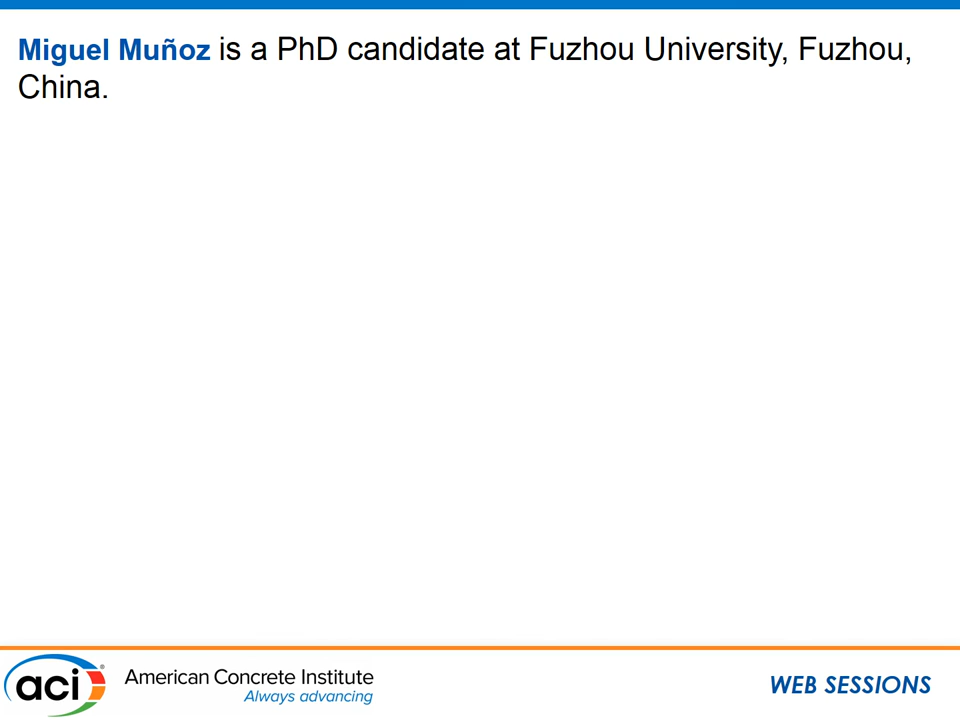 Miguel Muñoz is a PhD candidate at Fuzhou University, Fuzhou,
China.
aci®
American Concrete Institute
Always advancing
WEB SESSIONS